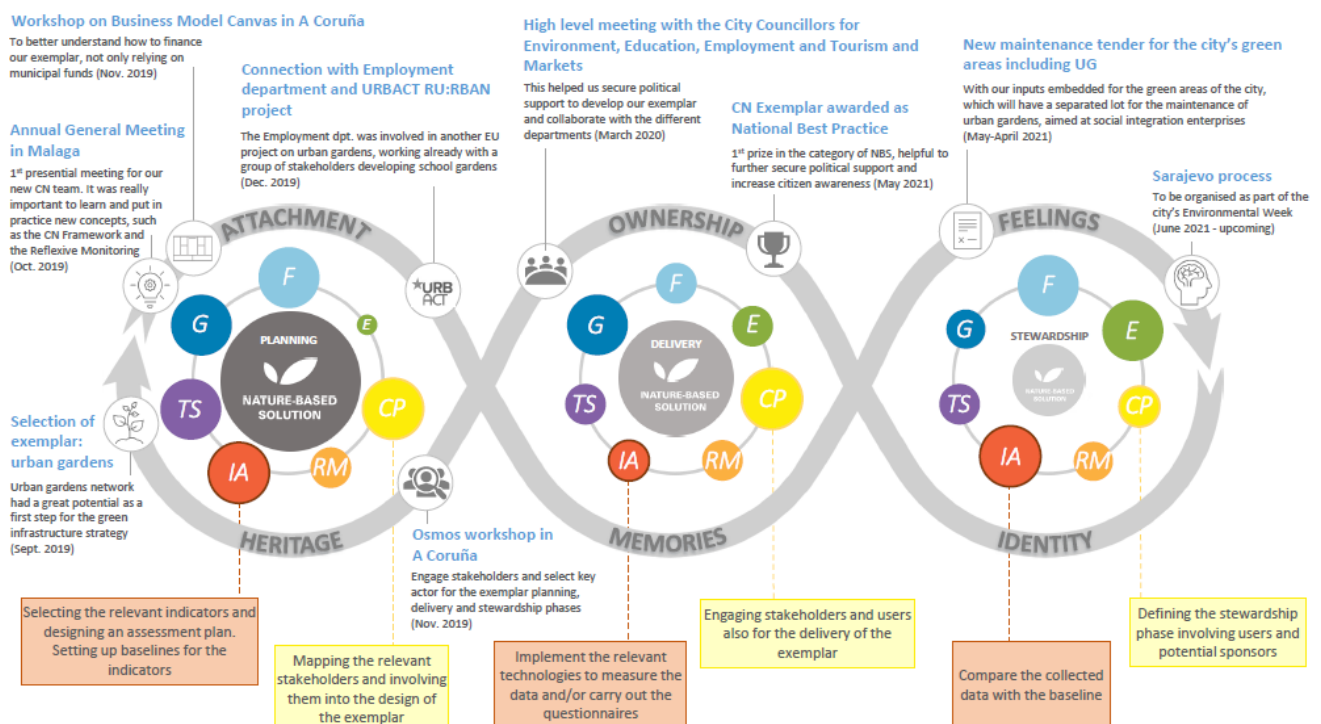 Workshop on Business Model Canvas in A Coruña
To better understand how to finance
our exemplar, not only relying on
municipal funds (Nov. 2019)
Annual General Meeting
in Malaga
1st presential meeting for our
new CN team. It was really
important to learn and put in
practice new concepts, such
as the CN Framework and
the Reflexive Monitoring
(Oct. 2019)
Connection with Employment
department and URBACT RU:RBAN
project
The Employment dpt. was involved in another EU
project on urban gardens, working already with a
group of stakeholders developing school gardens
(Dec. 2019)
High level meeting with the City Councillors for
Environment, Education, Employment and Tourism and
Markets
This helped us secure political
support to develop our exemplar
and collaborate with the different
departments (March 2020)
CN Exemplar awarded as
National Best Practice
1st prize in the category of NBS, helpful to
further secure political support and
increase citizen awareness (May 2021)
New maintenance tender for the city's green
areas including UG
With our inputs embedded for the green areas of the city,
which will have a separated lot for the maintenance of
urban gardens, aimed at social integration enterprises
(May-April 2021)
Sarajevo process
To be organised as part of the
city's Environmental Week
(June 2021 - upcoming)
ATTACHMENT
OWNERSHIP
FEELINGS
*URB
ACT
F
G
E
PLANNING
NATURE-BASED
SOLUTION
TS
CP
IA
RM
F
G
E
DELIVERY
NATURE-BASED
SOLUTION
TS
CP
IA
RM
F
G
E
STEWARDSHIP
NATURE-BASED
SOLUTION
TS
CP
IA
RM
Selection of
exemplar:
urban gardens
Urban gardens network
had a great potential as a
first step for the green
infrastructure strategy
(Sept. 2019)
HERITAGE
MEMORIES
IDENTITY
Osmos workshop in
A Coruña
Engage stakeholders and select key
actor for the exemplar planning,
delivery and stewardship phases
(Nov. 2019)
Selecting the relevant indicators and
designing an assessment plan.
Setting up baselines for the
indicators
Mapping the relevant
stakeholders and involving
them into the design of
the exemplar
Implement the relevant
technologies to measure the
data and/or carry out the
questionnaires
Engaging stakeholders and users
also for the delivery of the
exemplar
Compare the collected
data with the baseline
Defining the stewardship
phase involving users and
potential sponsors